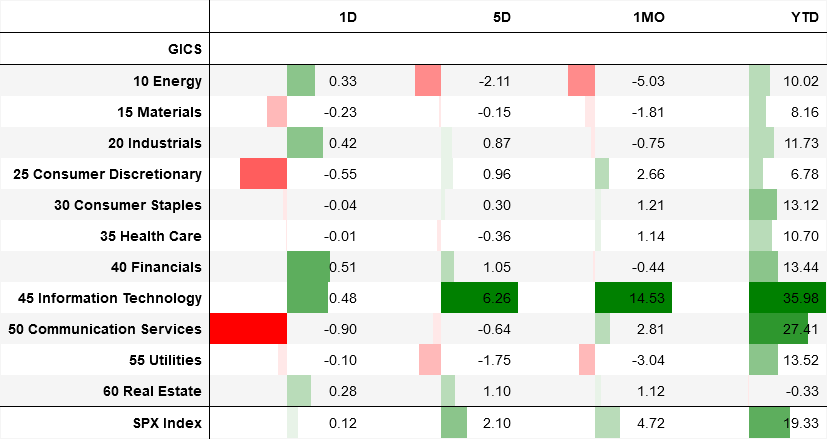 1D 5D 1MO YTD
GICS
10 Energy 0.33 -2.11 -5.03 10.02
15 Materials -0.23 -0.15 -1.81 8.16
20 Industrials 0.42 0.87 -0.75 11.73
25 Consumer Discretionary -0.55 0.96 2.66 6.78
30 Consumer Staples -0.04 0.30 1.21 13.12
35 Health Care -0.01 -0.36 1.14 10.70
40 Financials 0.51 1.05 -0.44 13.44
45 Information Technology 0.48 6.26 14.53 35.98
50 Communication Services -0.90 -0.64 2.81 27.41
55 Utilities -0.10 -1.75 -3.04 13.52
60 Real Estate 0.28 1.10 1.12 -0.33
SPX Index 0.12 2.10 4.72 19.33